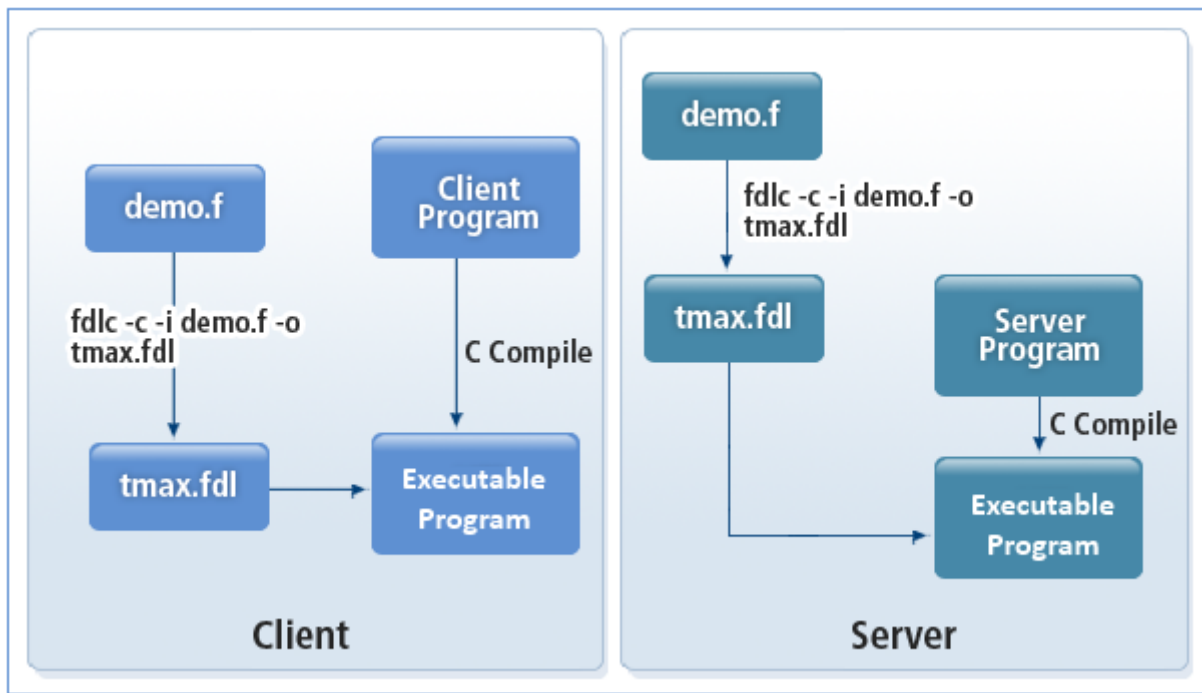 demo.f
Client
Program
fdlc -c -i demo.f -o
tmax.fdl
C Compile
tmax.fdl
Executable
Program
Client
demo.f
fdlc -c -i demo.f -o
tmax.fdl
tmax.fdl
Server
Program
C Compile
Executable
Program
Server